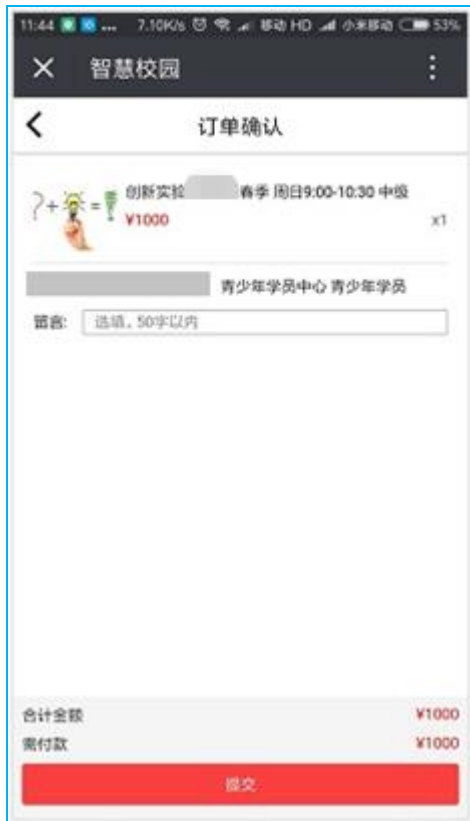 11:44 ... 7.10K/s 移动 HD 小米移动 53%
智慧校园
订单确认
创新实验 春季 周日9:00-10:30 中级
¥1000 x1
青少年学员中心 青少年学员
留言: 选填，50字以内
合计金额 ¥1000
需付款 ¥1000
提交